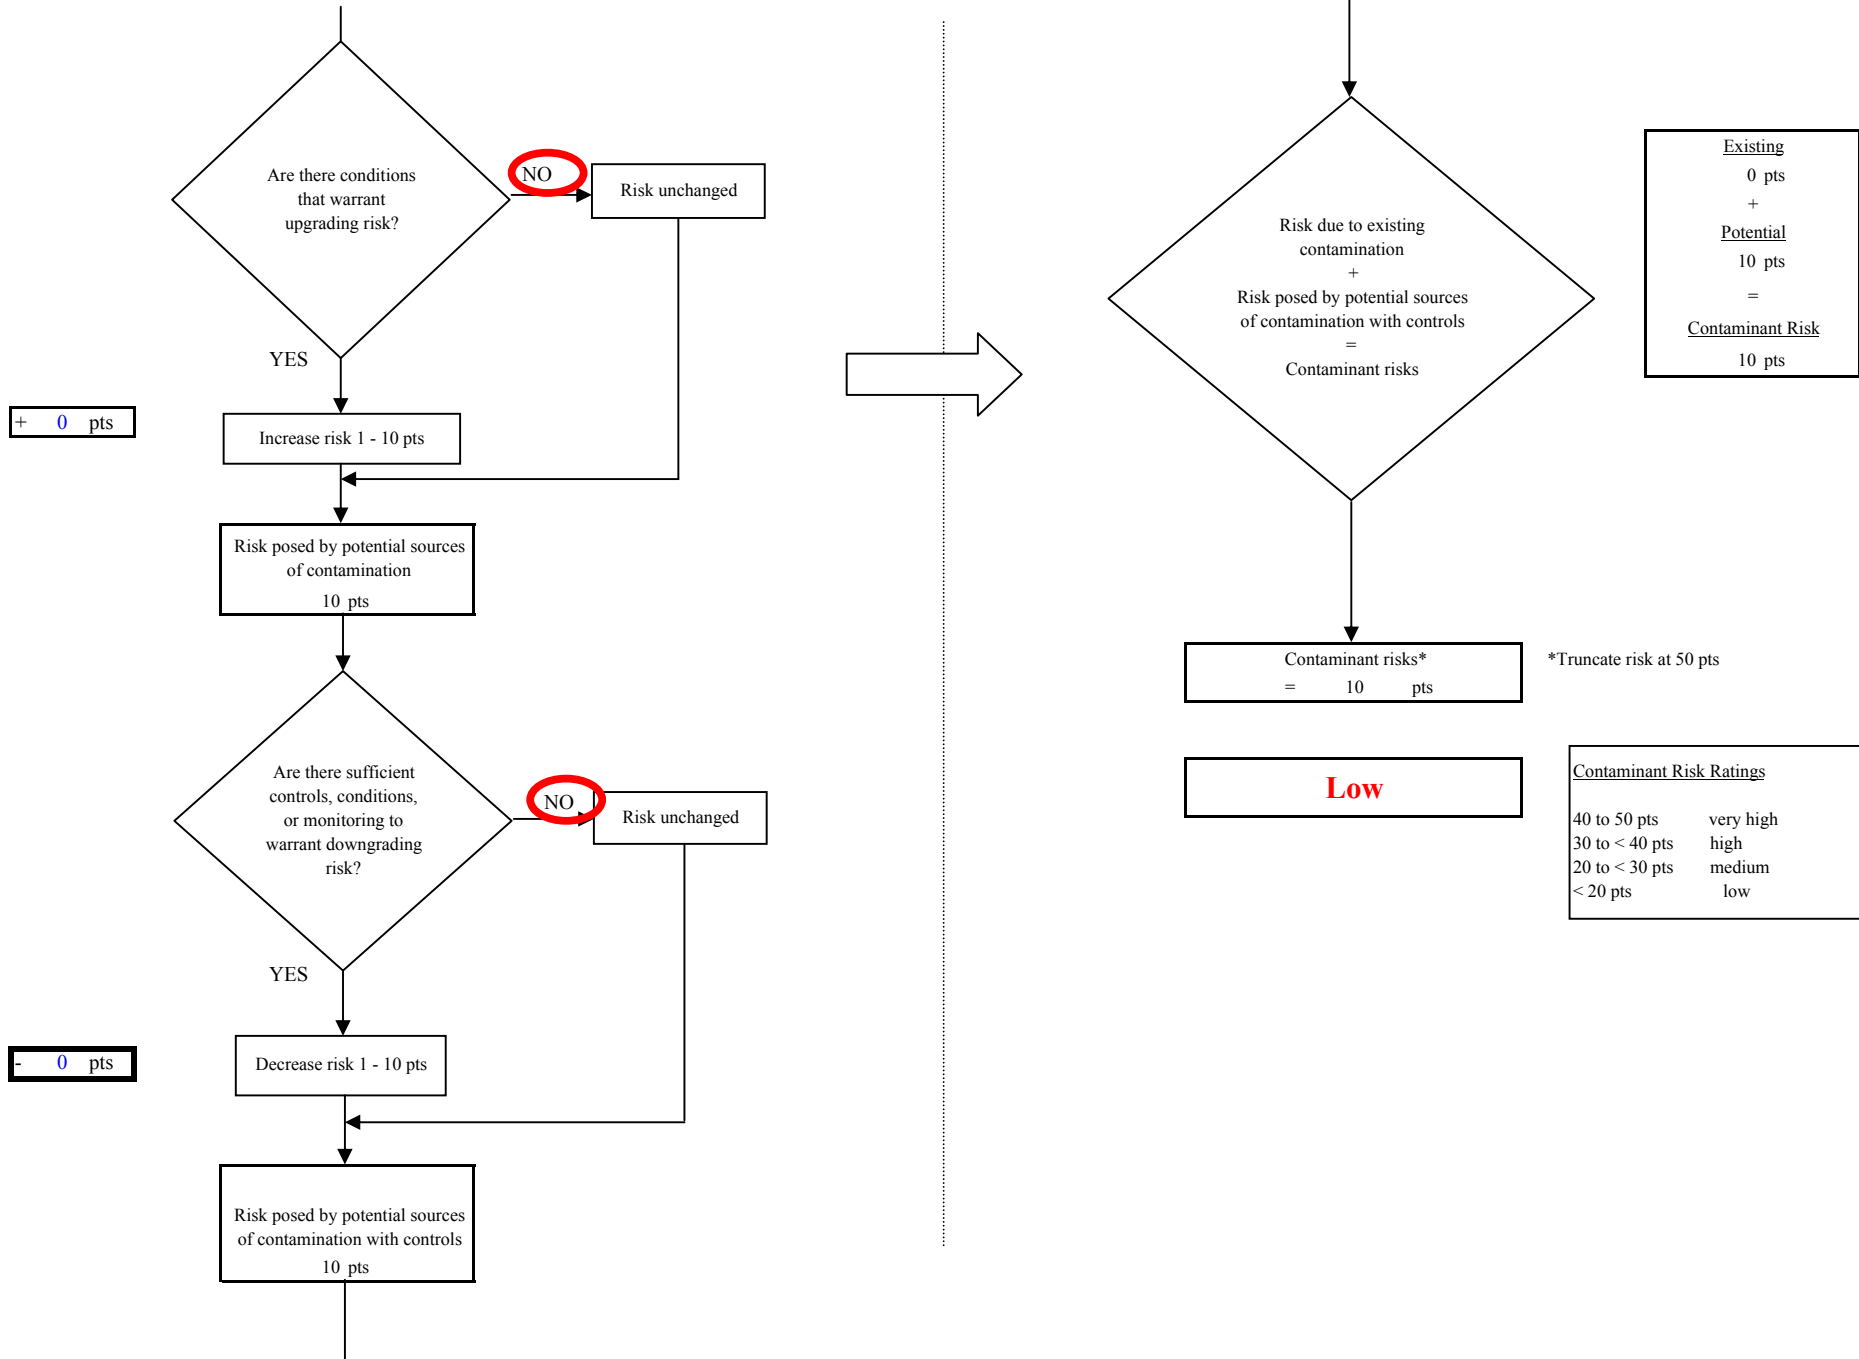 Are there conditions
that warrant
upgrading risk?
NO
Risk unchanged
YES
+ 0 pts
Increase risk 1 - 10 pts
Risk posed by potential sources
of contamination
10 pts
Are there sufficient
controls, conditions,
or monitoring to
warrant downgrading
risk?
NO
Risk unchanged
YES
- 0 pts
Decrease risk 1 - 10 pts
Risk posed by potential sources
of contamination with controls
10 pts
Risk due to existing
contamination
+
Risk posed by potential sources
of contamination with controls
=
Contaminant risks
Existing
0 pts
+
Potential
10 pts
=
Contaminant Risk
10 pts
Contaminant risks*
= 10 pts
*Truncate risk at 50 pts
Low
Contaminant Risk Ratings
40 to 50 pts very high
30 to < 40 pts high
20 to < 30 pts medium
< 20 pts low